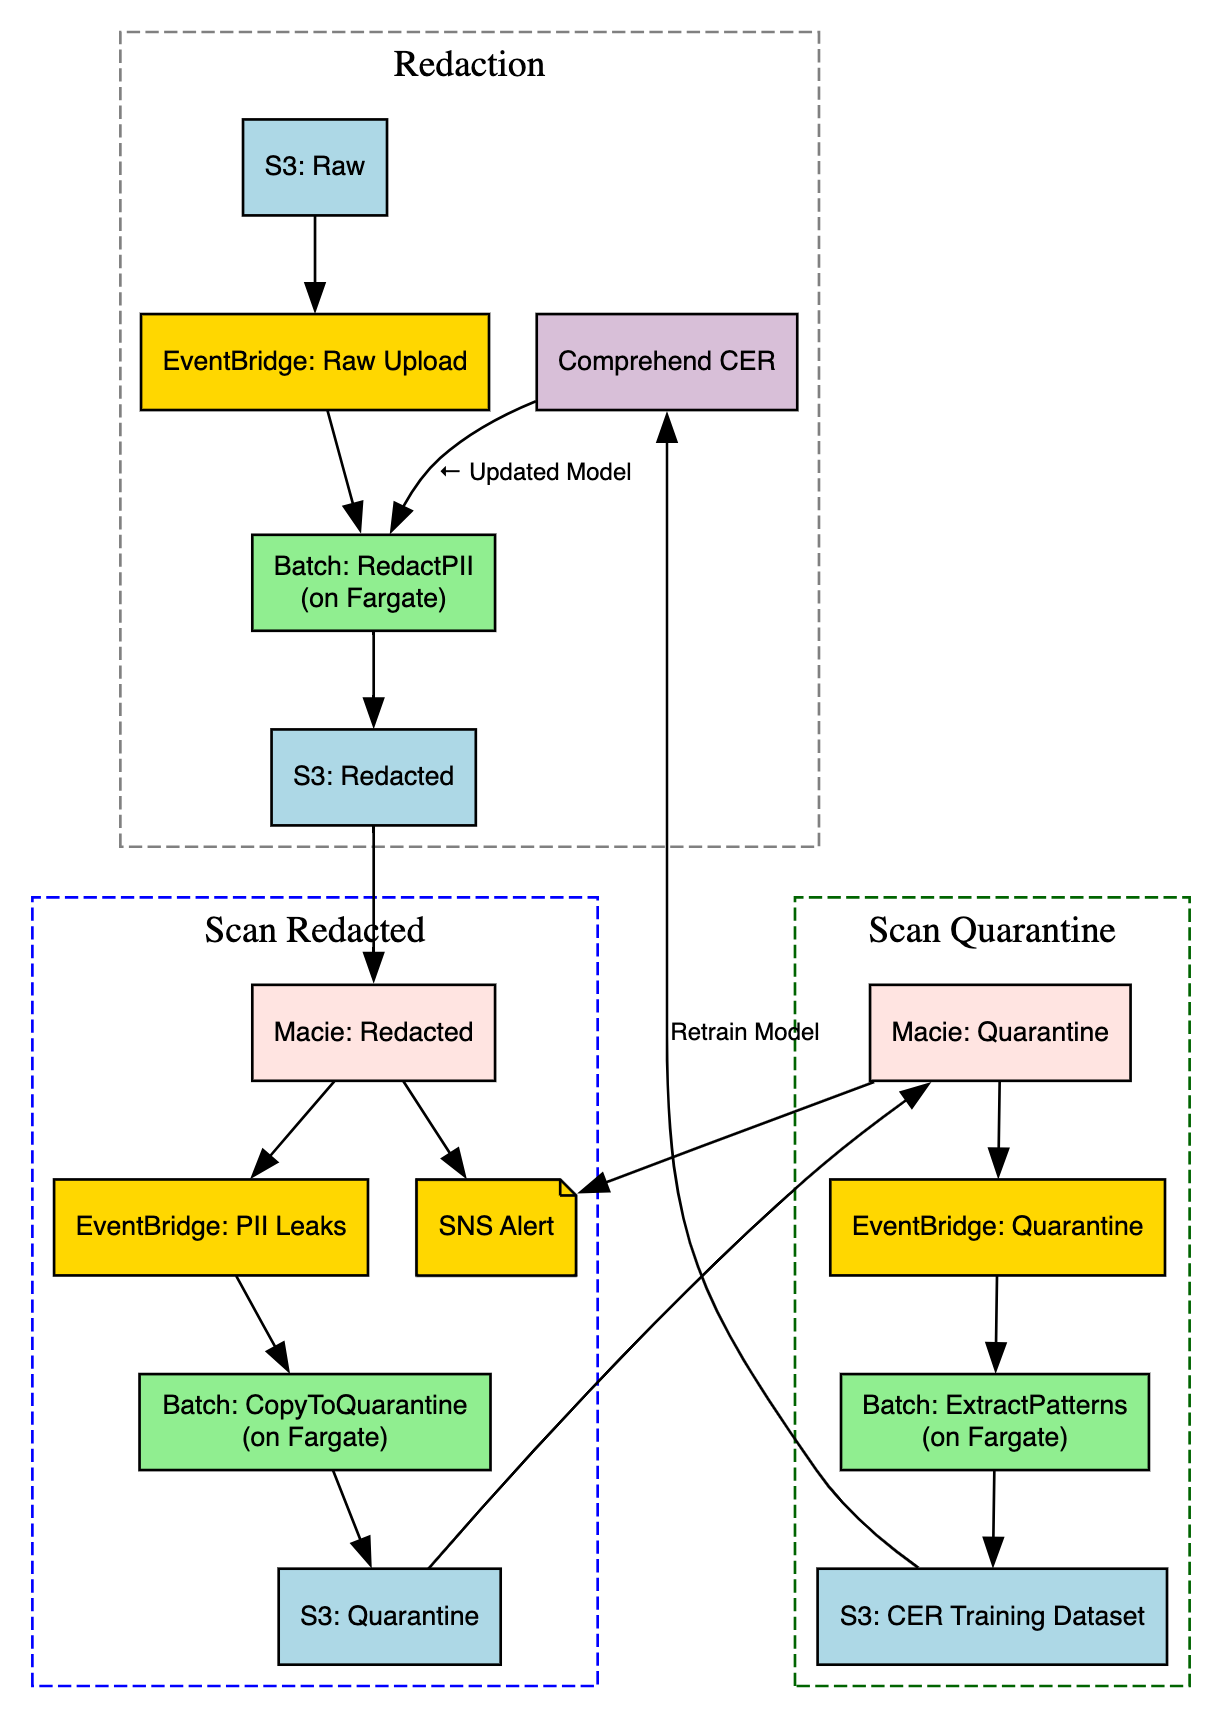 Redaction
S3: Raw
EventBridge: Raw Upload
Comprehend CER
← Updated Model
Batch: RedactPII
(on Fargate)
S3: Redacted
Scan Redacted
Macie: Redacted
EventBridge: PII Leaks
SNS Alert
Batch: CopyToQuarantine
(on Fargate)
S3: Quarantine
Retrain Model
Scan Quarantine
Macie: Quarantine
EventBridge: Quarantine
Batch: ExtractPatterns
(on Fargate)
S3: CER Training Dataset